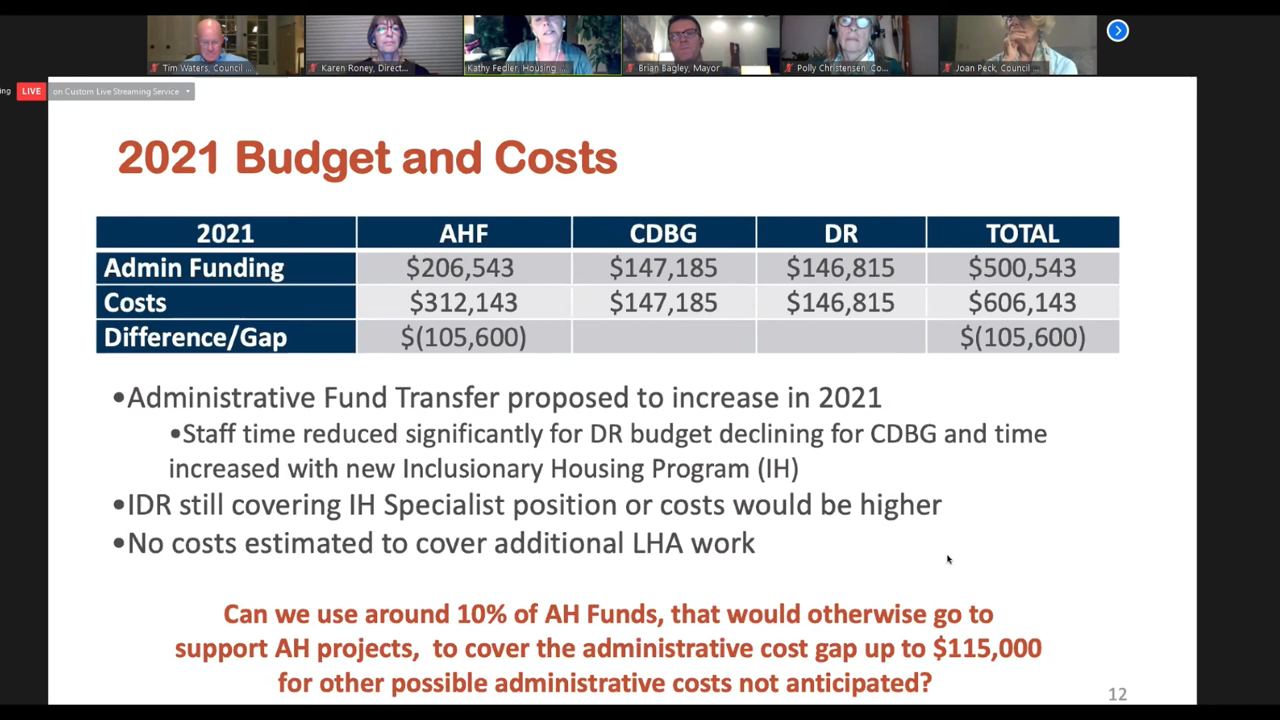 Tim Waters, Council ...
Karen Roney, Direct...
Kathy Fedler, Housing ...
Brian Bagley, Mayor
Polly Christensen, Co...
Joan Peck, Council ...
ing
LIVE
on Custom Live Streaming Service
2021 Budget and Costs
2021 AHF CDBG DR TOTAL
Admin Funding $206,543 $147,185 $146,815 $500,543
Costs $312,143 $147,185 $146,815 $606,143
Difference/Gap $(105,600) $(105,600)
•Administrative Fund Transfer proposed to increase in 2021
•Staff time reduced significantly for DR budget declining for CDBG and time
increased with new Inclusionary Housing Program (IH)
•IDR still covering IH Specialist position or costs would be higher
•No costs estimated to cover additional LHA work
Can we use around 10% of AH Funds, that would otherwise go to
support AH projects, to cover the administrative cost gap up to $115,000
for other possible administrative costs not anticipated?
12